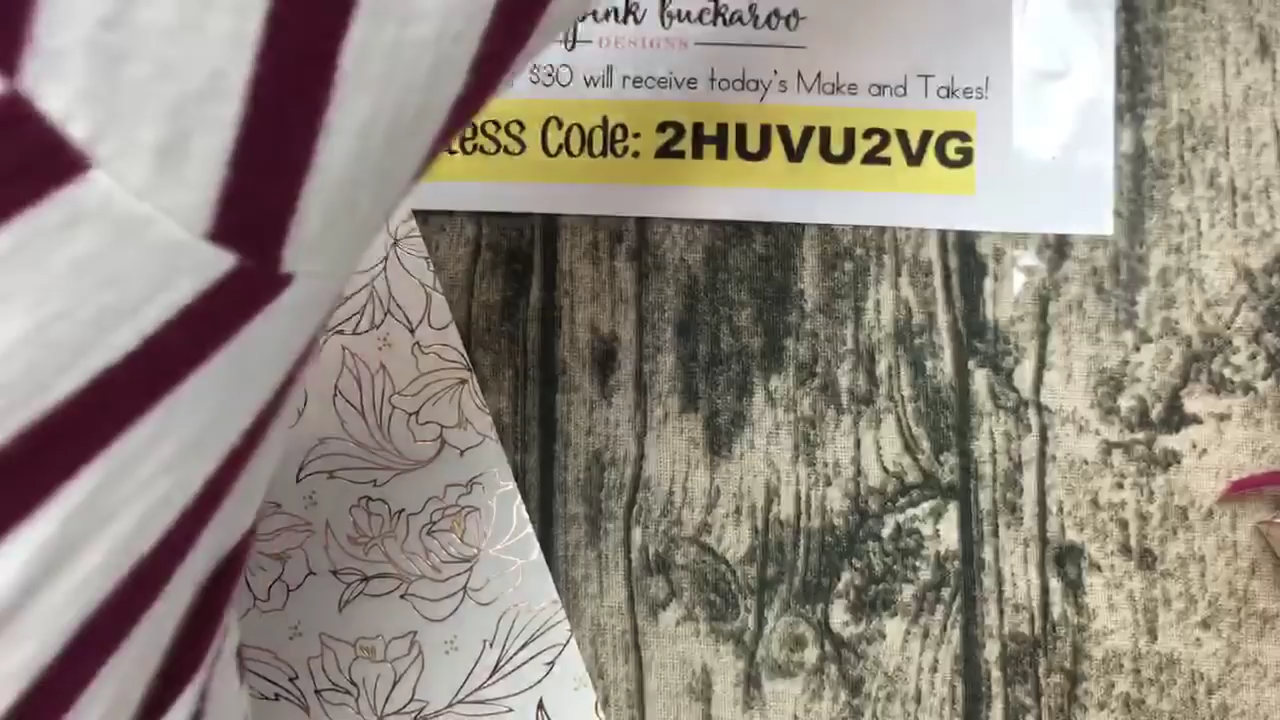 pink buckaroo
DESIGNS
$30 will receive today's Make and Takes!
Code: 2HUVU2VG